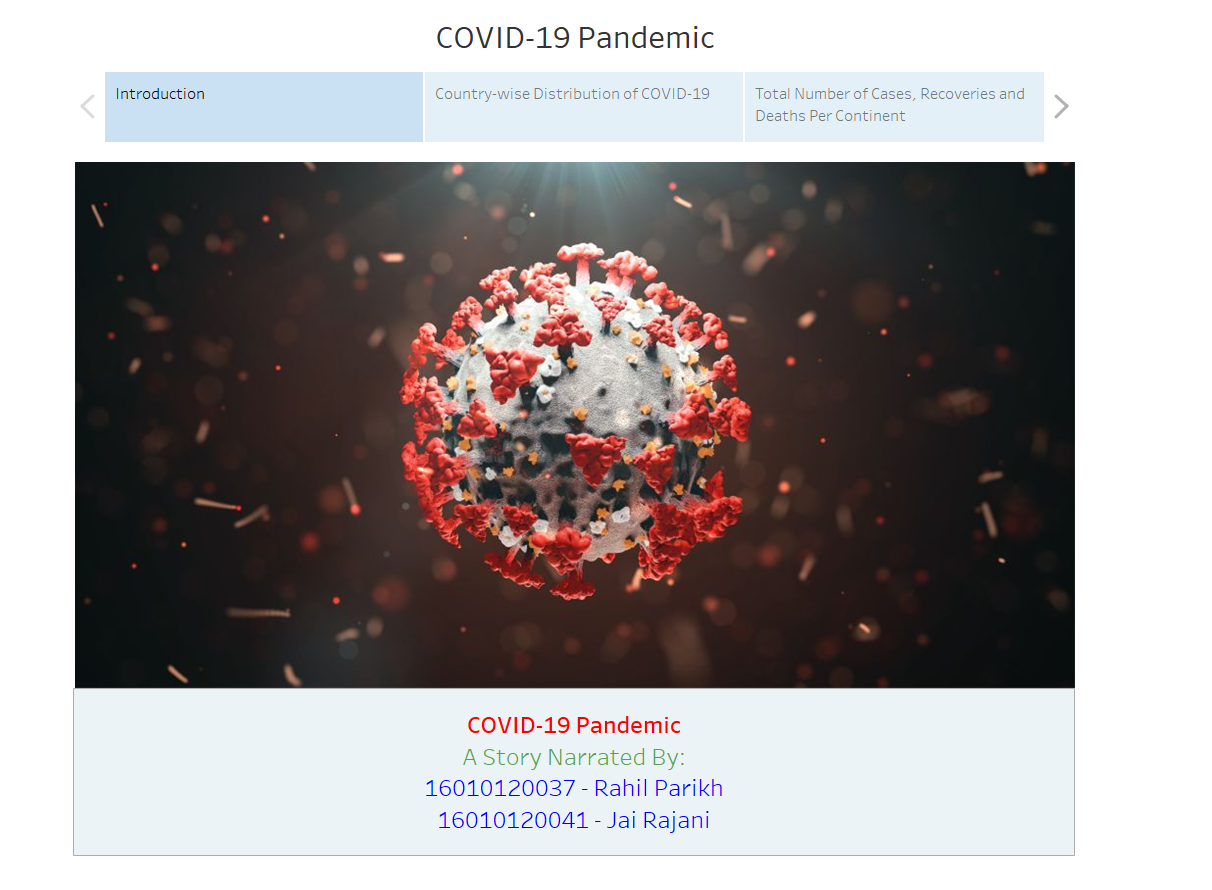 COVID-19 Pandemic
Introduction
Country-wise Distribution of COVID-19
Total Number of Cases, Recoveries and
Deaths Per Continent
COVID-19 Pandemic
A Story Narrated By:
16010120037 - Rahil Parikh
16010120041 - Jai Rajani